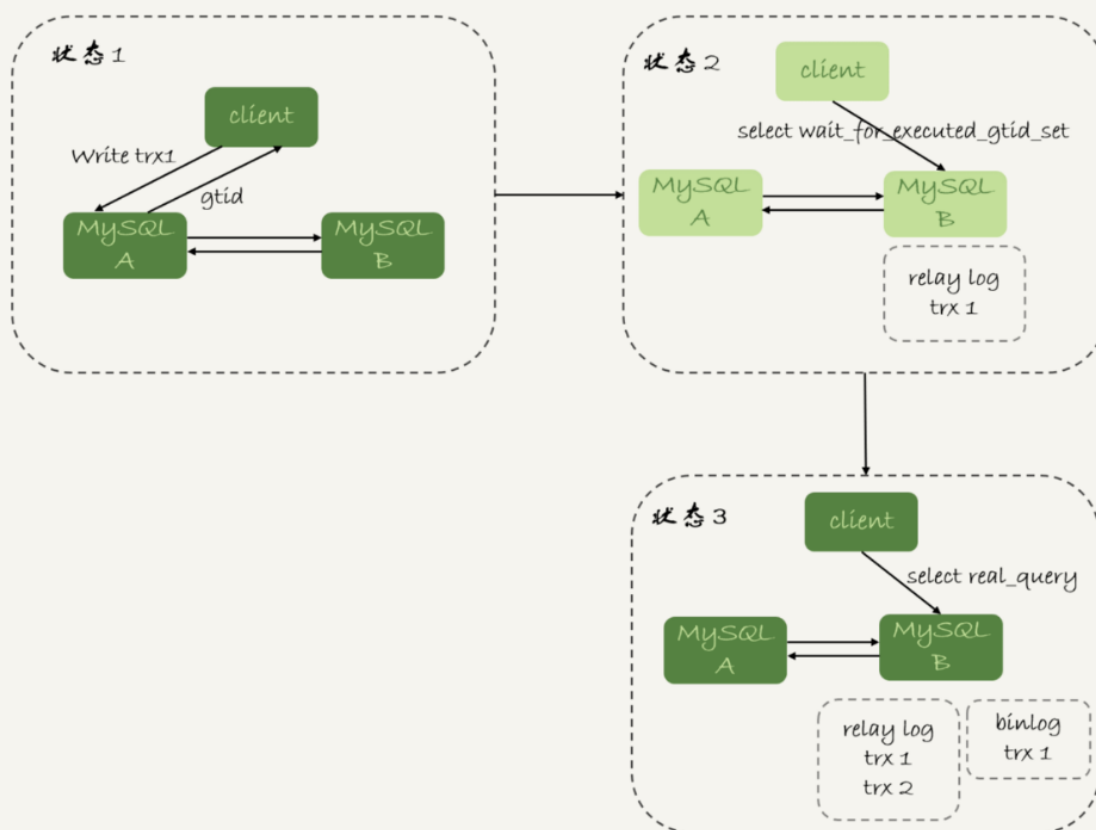 状态1
client
Write trx1
gtid
MySQL
A
MySQL
B
状态2
client
select wait_for_executed_gtid_set
MySQL
A
MySQL
B
relay log
trx 1
状态3
client
select real_query
MySQL
A
MySQL
B
relay log
trx 1
trx 2
binlog
trx 1